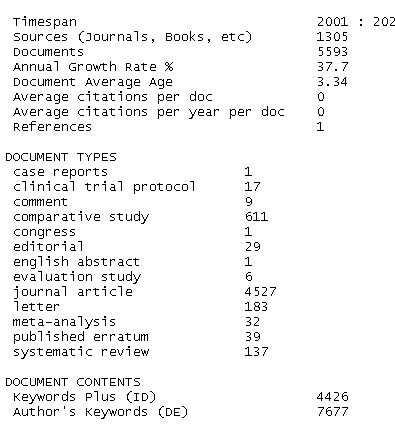 Timespan 2001 : 202
Sources (Journals, Books, etc) 1305
Documents 5593
Annual Growth Rate % 37.7
Document Average Age 3.34
Average citations per doc 0
Average citations per year per doc 0
References 1
DOCUMENT TYPES
case reports 1
clinical trial protocol 17
comment 9
comparative study 611
congress 1
editorial 29
english abstract 1
evaluation study 6
journal article 4527
letter 183
meta-analysis 32
published erratum 39
systematic review 137
DOCUMENT CONTENTS
Keywords Plus (ID) 4426
Author's Keywords (DE) 7677